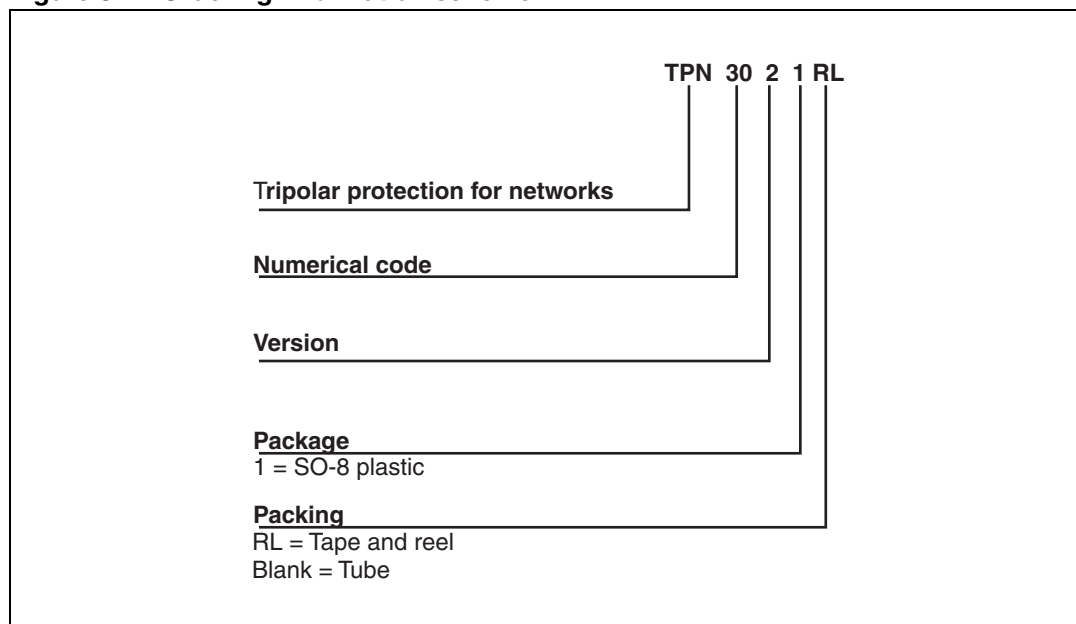 TPN 30 2 1 RL
Tripolar protection for networks
Numerical code
Version
Package
1 = SO-8 plastic
Packing
RL = Tape and reel
Blank = Tube